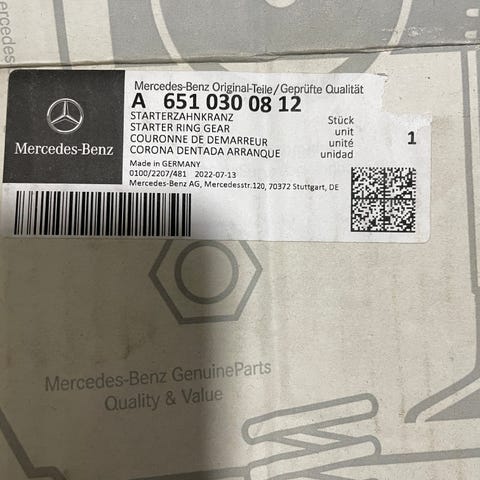 Mercedes-Benz
Mercedes-Benz Original-Teile/Geprüfte Qualität
A 651 030 08 12
STARTERZAHNKRANZ
STARTER RING GEAR
COURONNE DE DEMARREUR
CORONA DENTADA ARRANQUE
Stück
unit
unité
unidad
1
Made in GERMANY
0100/2207/481 2022-07-13
Mercedes-Benz AG, Mercedesstr.120, 70372 Stuttgart, DE
Mercedes-Benz
Mercedes-Benz GenuineParts
Quality & Value